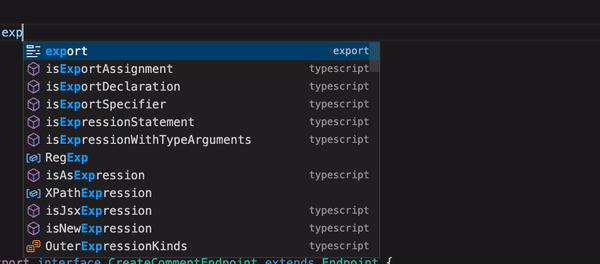 exp
export export
isExportAssignment typescript
isExportDeclaration typescript
isExportSpecifier typescript
isExpressionStatement typescript
isExpressionWithTypeArguments typescript
RegExp
isAsExpression typescript
XPathExpression
isJsxExpression typescript
isNewExpression typescript
OuterExpressionKinds typescript
port interface CreateCommentEndpoint extends Endpoint {